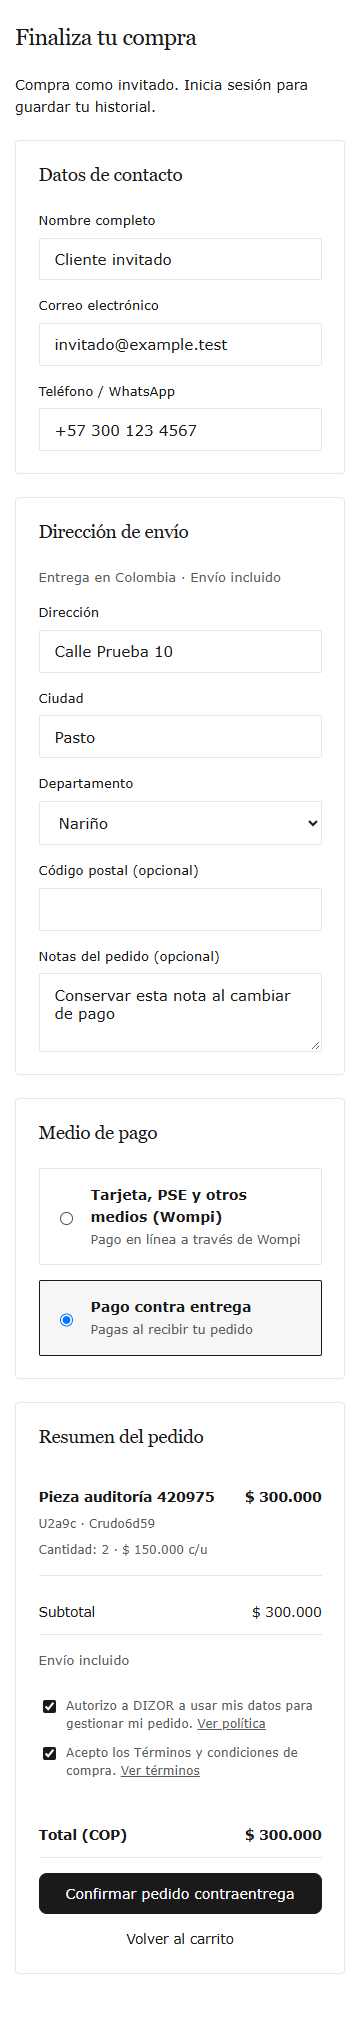 Finaliza tu compra
Compra como invitado. Inicia sesión para
guardar tu historial.
Datos de contacto
Nombre completo
Cliente invitado
Correo electrónico
invitado@example.test
Teléfono / WhatsApp
+57 300 123 4567
Dirección de envío
Entrega en Colombia · Envío incluido
Dirección
Calle Prueba 10
Ciudad
Pasto
Departamento
Nariño
Código postal (opcional)
Notas del pedido (opcional)
Conservar esta nota al cambiar
de pago
Medio de pago
Tarjeta, PSE y otros
medios (Wompi)
Pago en línea a través de Wompi
Pago contra entrega
Pagas al recibir tu pedido
Resumen del pedido
Pieza auditoría 420975 $ 300.000
U2a9c · Crudo6d59
Cantidad: 2 · $ 150.000 c/u
Subtotal $ 300.000
Envío incluido
Autorizo a DIZOR a usar mis datos para
gestionar mi pedido. Ver política
Acepto los Términos y condiciones de
compra. Ver términos
Total (COP) $ 300.000
Confirmar pedido contraentrega
Volver al carrito